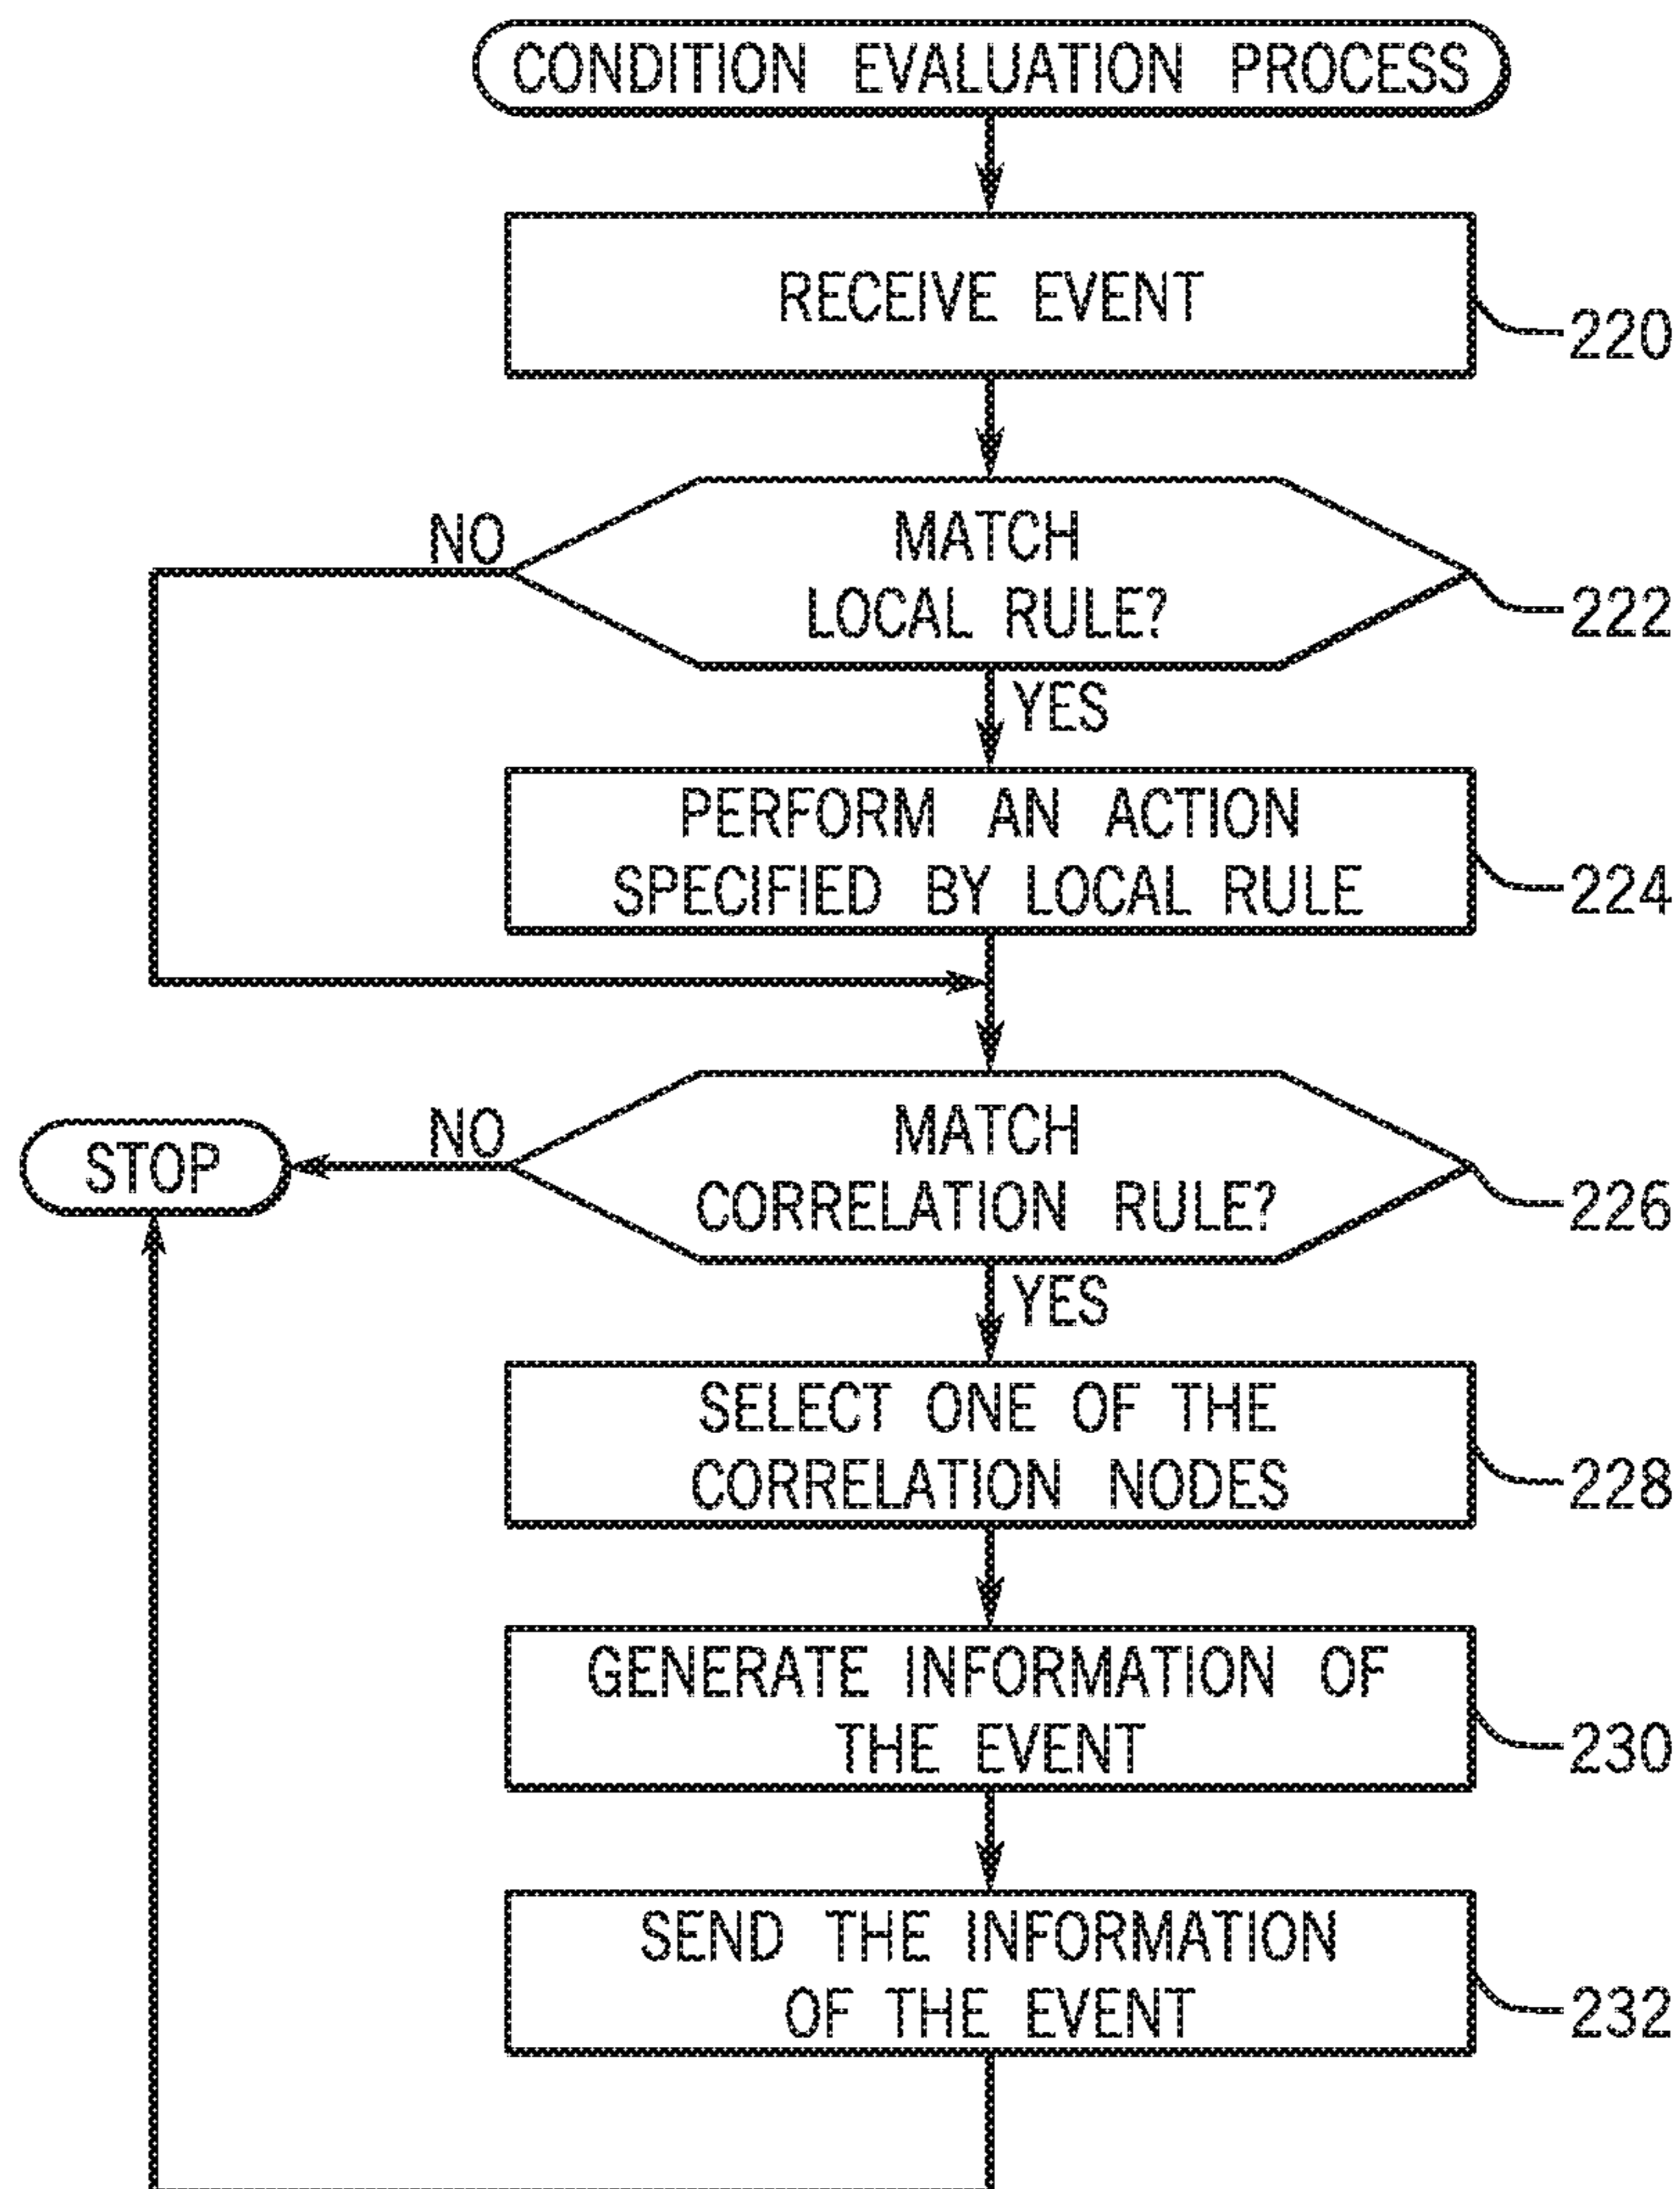 CONDITION EVALUATION PROCESS
RECEIVE EVENT
220
NO
MATCH
LOCAL RULE?
222
YES
PERFORM AN ACTION
SPECIFIED BY LOCAL RULE
224
STOP
NO
MATCH
CORRELATION RULE?
226
YES
SELECT ONE OF THE
CORRELATION NODES
228
GENERATE INFORMATION OF
THE EVENT
230
SEND THE INFORMATION
OF THE EVENT
232